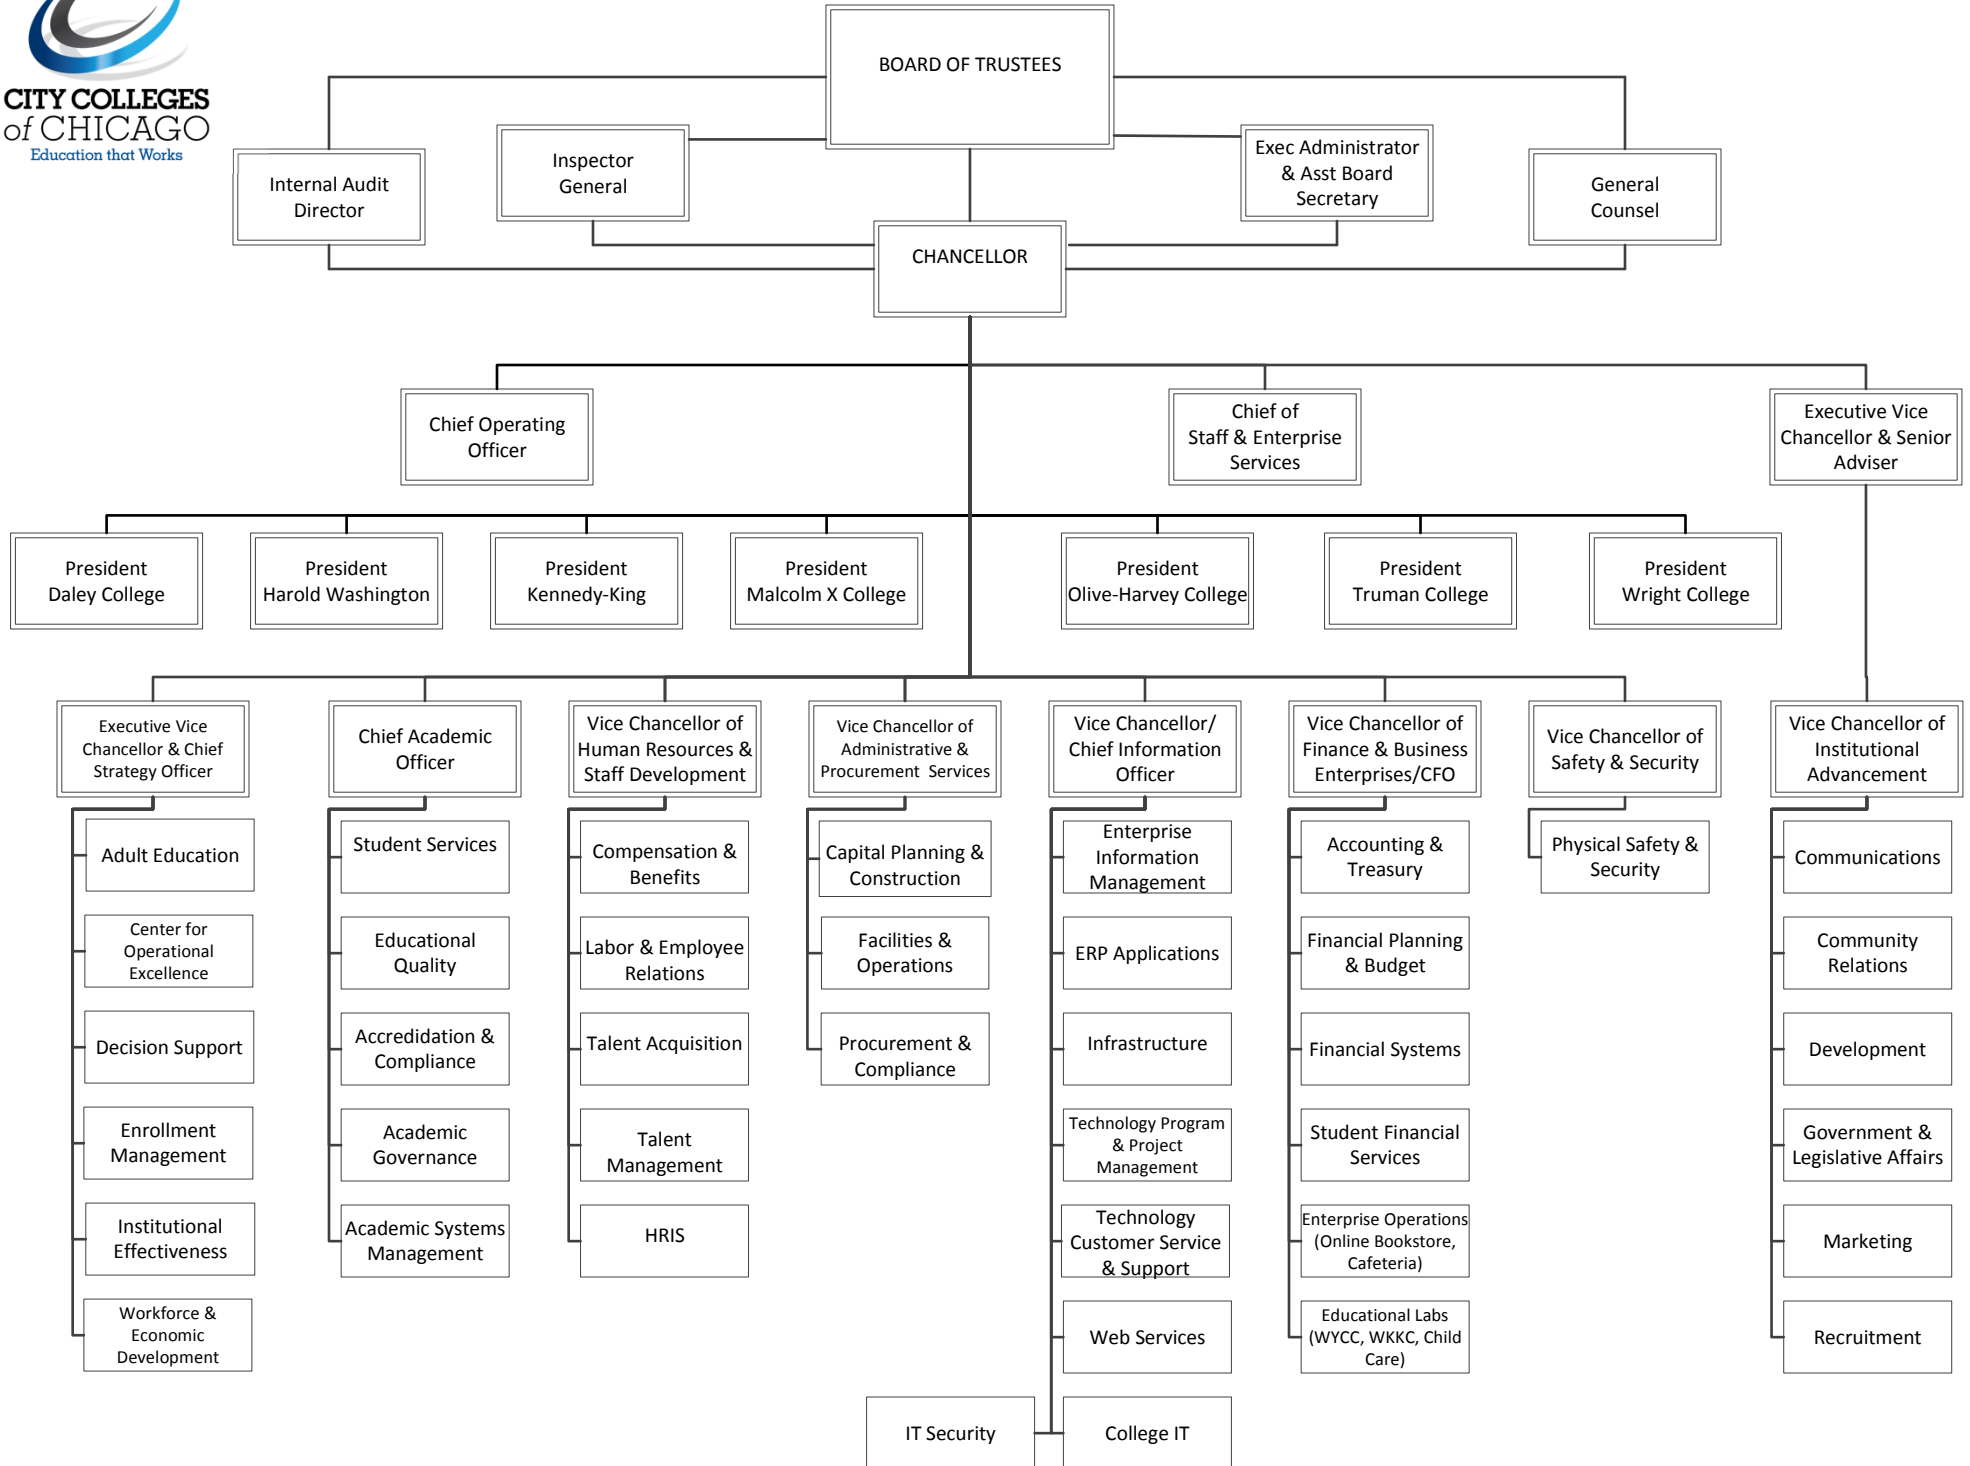 CITY COLLEGES
of CHICAGO
Education that Works
BOARD OF TRUSTEES
Internal Audit
Director
Inspector
General
Exec Administrator
& Asst Board
Secretary
General
Counsel
CHANCELLOR
Chief Operating
Officer
Chief of
Staff & Enterprise
Services
Executive Vice
Chancellor & Senior
Adviser
President
Daley College
President
Harold Washington
President
Kennedy-King
President
Malcolm X College
President
Olive-Harvey College
President
Truman College
President
Wright College
Executive Vice
Chancellor & Chief
Strategy Officer
Adult Education
Center for
Operational
Excellence
Decision Support
Enrollment
Management
Institutional
Effectiveness
Workforce &
Economic
Development
Chief Academic
Officer
Student Services
Educational
Quality
Accredidation &
Compliance
Academic
Governance
Academic Systems
Management
Vice Chancellor of
Human Resources &
Staff Development
Compensation &
Benefits
Labor & Employee
Relations
Talent Acquisition
Talent
Management
HRIS
Vice Chancellor of
Administrative &
Procurement Services
Capital Planning &
Construction
Facilities &
Operations
Procurement &
Compliance
Vice Chancellor/
Chief Information
Officer
Enterprise
Information
Management
ERP Applications
Infrastructure
Technology Program
& Project
Management
Technology
Customer Service
& Support
Web Services
IT Security
College IT
Vice Chancellor of
Finance & Business
Enterprises/CFO
Accounting &
Treasury
Financial Planning
& Budget
Financial Systems
Student Financial
Services
Enterprise Operations
(Online Bookstore,
Cafeteria)
Educational Labs
(WYCC, WKKC, Child
Care)
Vice Chancellor of
Safety & Security
Physical Safety &
Security
Vice Chancellor of
Institutional
Advancement
Communications
Community
Relations
Development
Government &
Legislative Affairs
Marketing
Recruitment